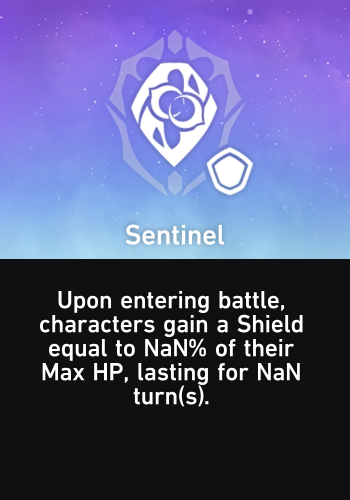 Sentinel
Upon entering battle,
characters gain a Shield
equal to NaN% of their
Max HP, lasting for NaN
turn(s).